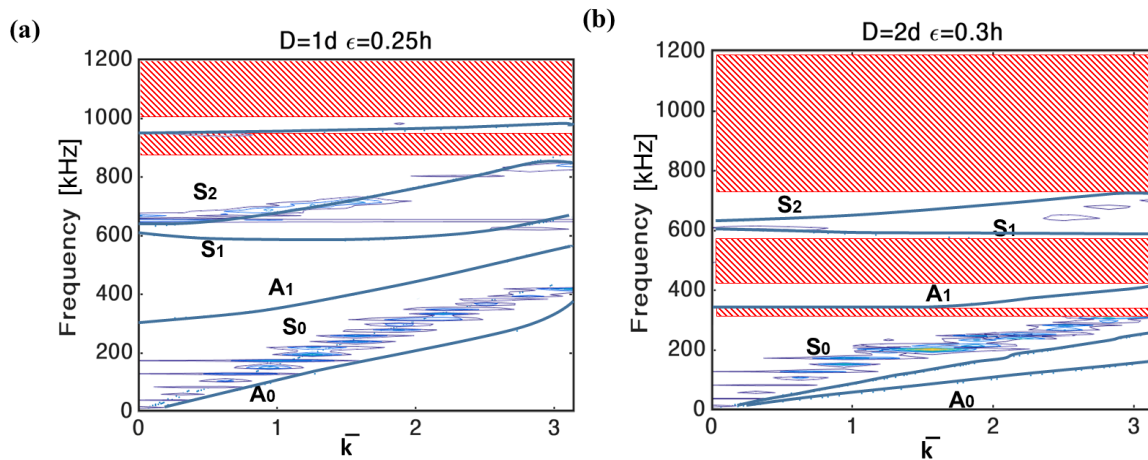 (a)
D=1d ϵ=0.25h
Frequency [kHz]
1200
1000
800
600
400
200
0
S2
S1
A1
S0
A0
0 1 2 3
k̄
(b)
D=2d ϵ=0.3h
Frequency [kHz]
1200
1000
800
600
400
200
0
S2
S1
A1
S0
A0
0 1 2 3
k̄